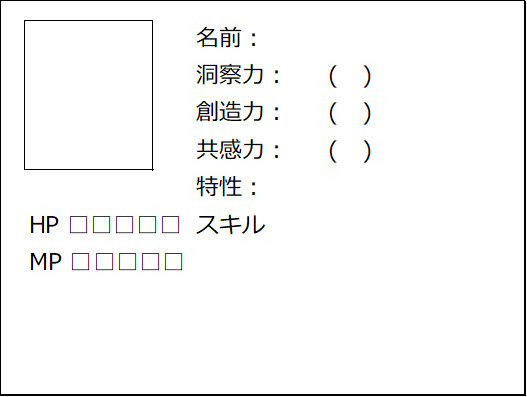 名前：
洞察力：　（　）
創造力：　（　）
共感力：　（　）
特性：
HP □□□□□ スキル
MP □□□□□